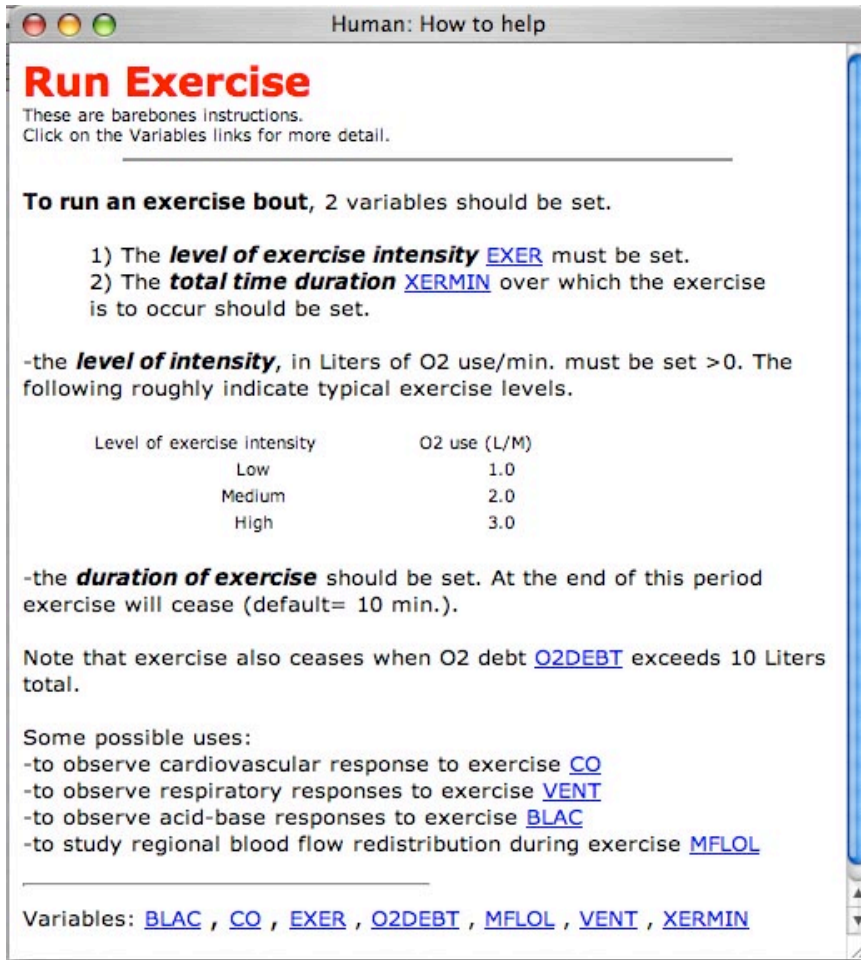 Human: How to help
Run Exercise
These are barebones instructions.
Click on the Variables links for more detail.
To run an exercise bout, 2 variables should be set.
1) The level of exercise intensity EXER must be set.
2) The total time duration XERMIN over which the exercise
is to occur should be set.
-the level of intensity, in Liters of O2 use/min. must be set >0. The
following roughly indicate typical exercise levels.
Level of exercise intensity O2 use (L/M)
Low 1.0
Medium 2.0
High 3.0
-the duration of exercise should be set. At the end of this period
exercise will cease (default= 10 min.).
Note that exercise also ceases when O2 debt O2DEBT exceeds 10 Liters
total.
Some possible uses:
-to observe cardiovascular response to exercise CO
-to observe respiratory responses to exercise VENT
-to observe acid-base responses to exercise BLAC
-to study regional blood flow redistribution during exercise MFLOL
Variables: BLAC , CO , EXER , O2DEBT , MFLOL , VENT , XERMIN